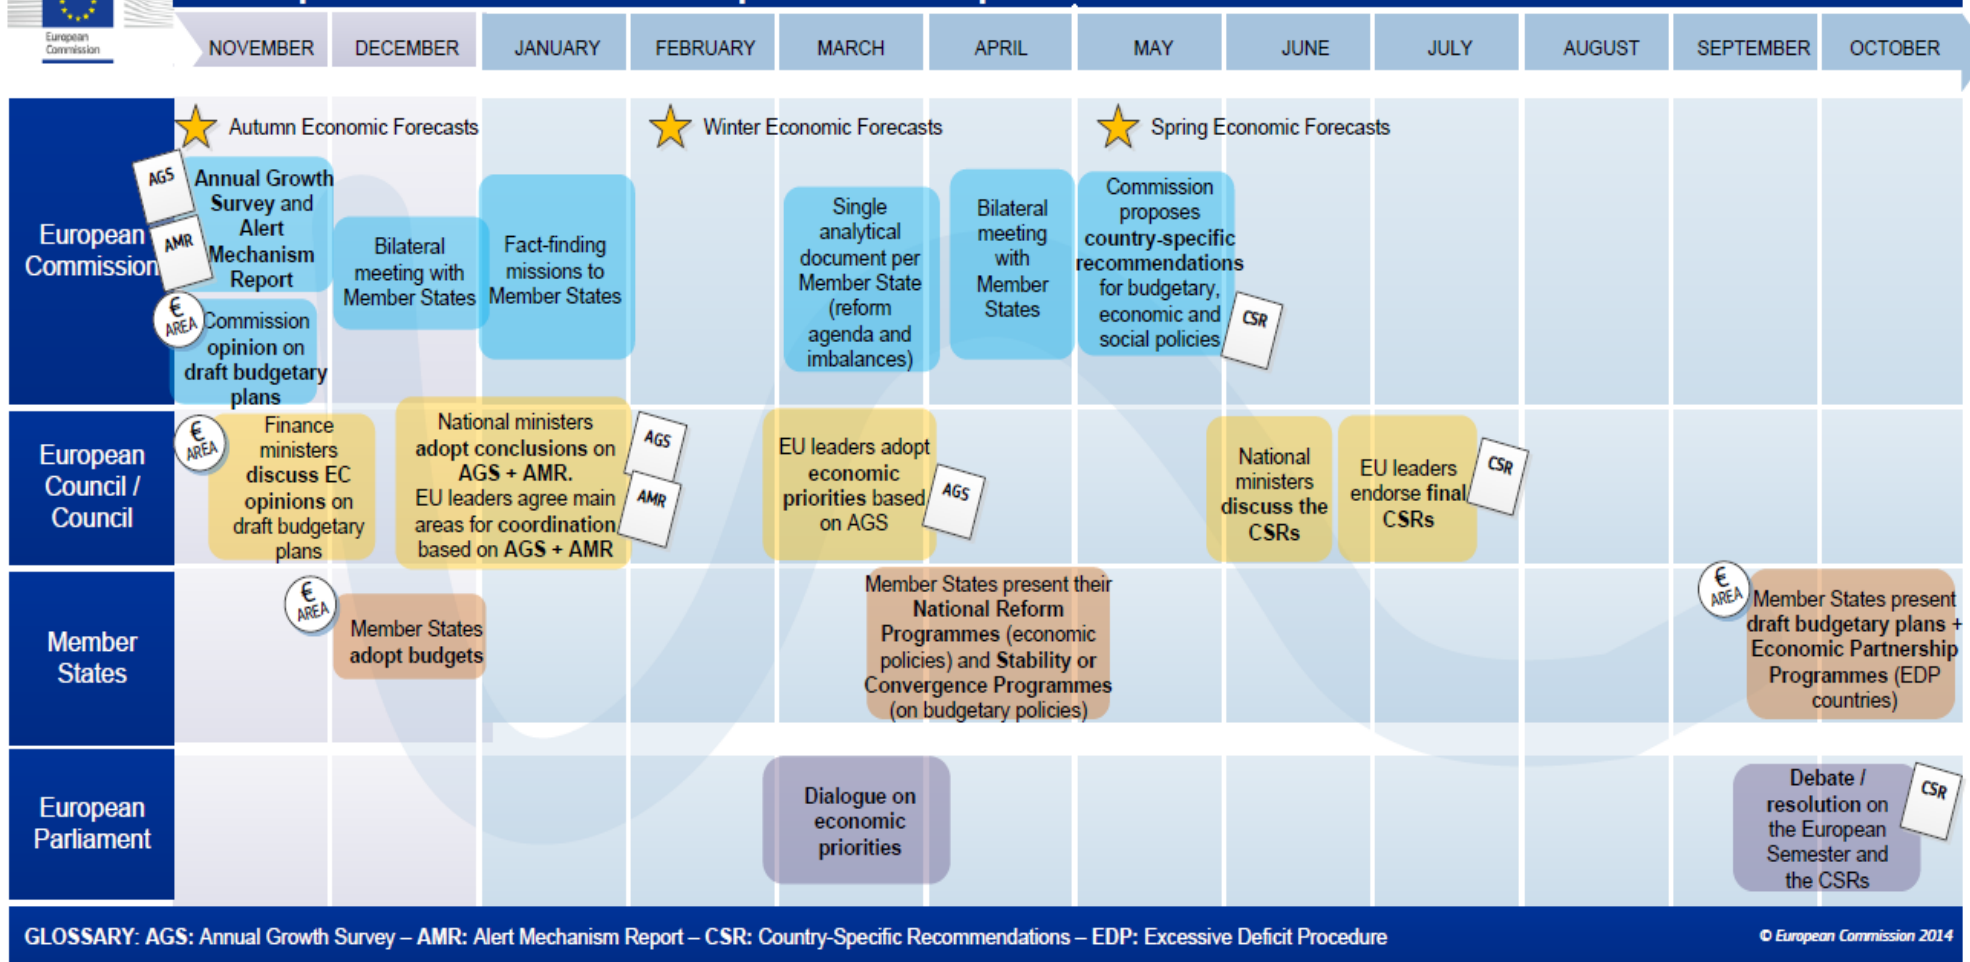 European
Commission
NOVEMBER
DECEMBER
JANUARY
FEBRUARY
MARCH
APRIL
MAY
JUNE
JULY
AUGUST
SEPTEMBER
OCTOBER
European
Commission
Autumn Economic Forecasts
Winter Economic Forecasts
Spring Economic Forecasts
AGS
AMR
Annual Growth
Survey and
Alert
Mechanism
Report
€
AREA
Commission
opinion on
draft budgetary
plans
Bilateral
meeting with
Member States
Fact-finding
missions to
Member States
Single
analytical
document per
Member State
(reform
agenda and
imbalances)
Bilateral
meeting
with
Member
States
Commission
proposes
country-specific
recommendations
for budgetary,
economic and
social policies
CSR
European
Council /
Council
€
AREA
Finance
ministers
discuss EC
opinions on
draft budgetary
plans
National ministers
adopt conclusions on
AGS + AMR.
EU leaders agree main
areas for coordination
based on AGS + AMR
AGS
AMR
EU leaders adopt
economic
priorities based
on AGS
AGS
National
ministers
discuss the
CSRs
EU leaders
endorse final
CSRs
CSR
Member
States
€
AREA
Member States
adopt budgets
Member States present their
National Reform
Programmes (economic
policies) and Stability or
Convergence Programmes
(on budgetary policies)
€
AREA
Member States present
draft budgetary plans +
Economic Partnership
Programmes (EDP
countries)
European
Parliament
Dialogue on
economic
priorities
Debate /
resolution on
the European
Semester and
the CSRs
CSR
GLOSSARY: AGS: Annual Growth Survey – AMR: Alert Mechanism Report – CSR: Country-Specific Recommendations – EDP: Excessive Deficit Procedure
© European Commission 2014